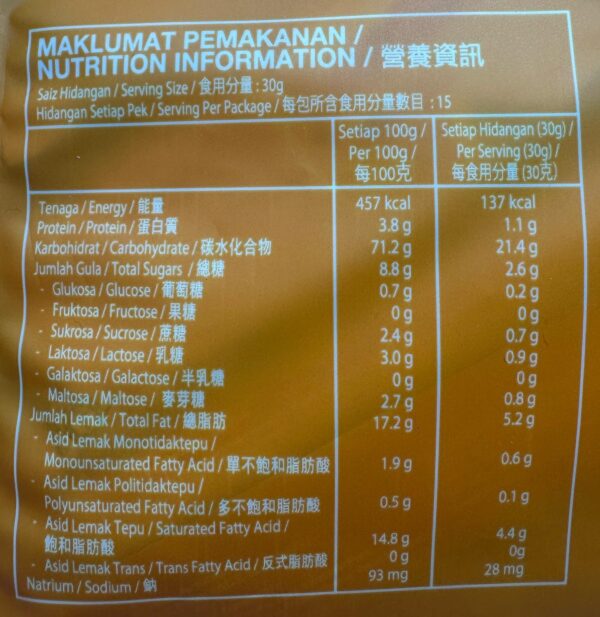 MAKLUMAT PEMAKANAN /
NUTRITION INFORMATION / 營養資訊
Saiz Hidangan / Serving Size / 食用分量 : 30g
Hidangan Setiap Pek / Serving Per Package / 每包所含食用分量數目 : 15
Setiap 100g / Setiap Hidangan (30g) /
Per 100g / Per Serving (30g) /
每100克 每食用分量 (30克)
Tenaga / Energy / 能量 457 kcal 137 kcal
Protein / Protein / 蛋白質 3.8 g 1.1 g
Karbohidrat / Carbohydrate / 碳水化合物 71.2 g 21.4 g
Jumlah Gula / Total Sugars / 總糖 8.8 g 2.6 g
- Glukosa / Glucose / 葡萄糖 0.7 g 0.2 g
- Fruktosa / Fructose / 果糖 0 g 0 g
- Sukrosa / Sucrose / 蔗糖 2.4 g 0.7 g
- Laktosa / Lactose / 乳糖 3.0 g 0.9 g
- Galaktosa / Galactose / 半乳糖 0 g 0 g
- Maltosa / Maltose / 麥芽糖 2.7 g 0.8 g
Jumlah Lemak / Total Fat / 總脂肪 17.2 g 5.2 g
- Asid Lemak Monotidaktepu /
Monounsaturated Fatty Acid / 單不飽和脂肪酸 1.9 g 0.6 g
- Asid Lemak Politidaktepu /
Polyunsaturated Fatty Acid / 多不飽和脂肪酸 0.5 g 0.1 g
- Asid Lemak Tepu / Saturated Fatty Acid /
飽和脂肪酸 14.8 g 4.4 g
- Asid Lemak Trans / Trans Fatty Acid / 反式脂肪酸 0 g 0g
Natrium / Sodium / 鈉 93 mg 28 mg